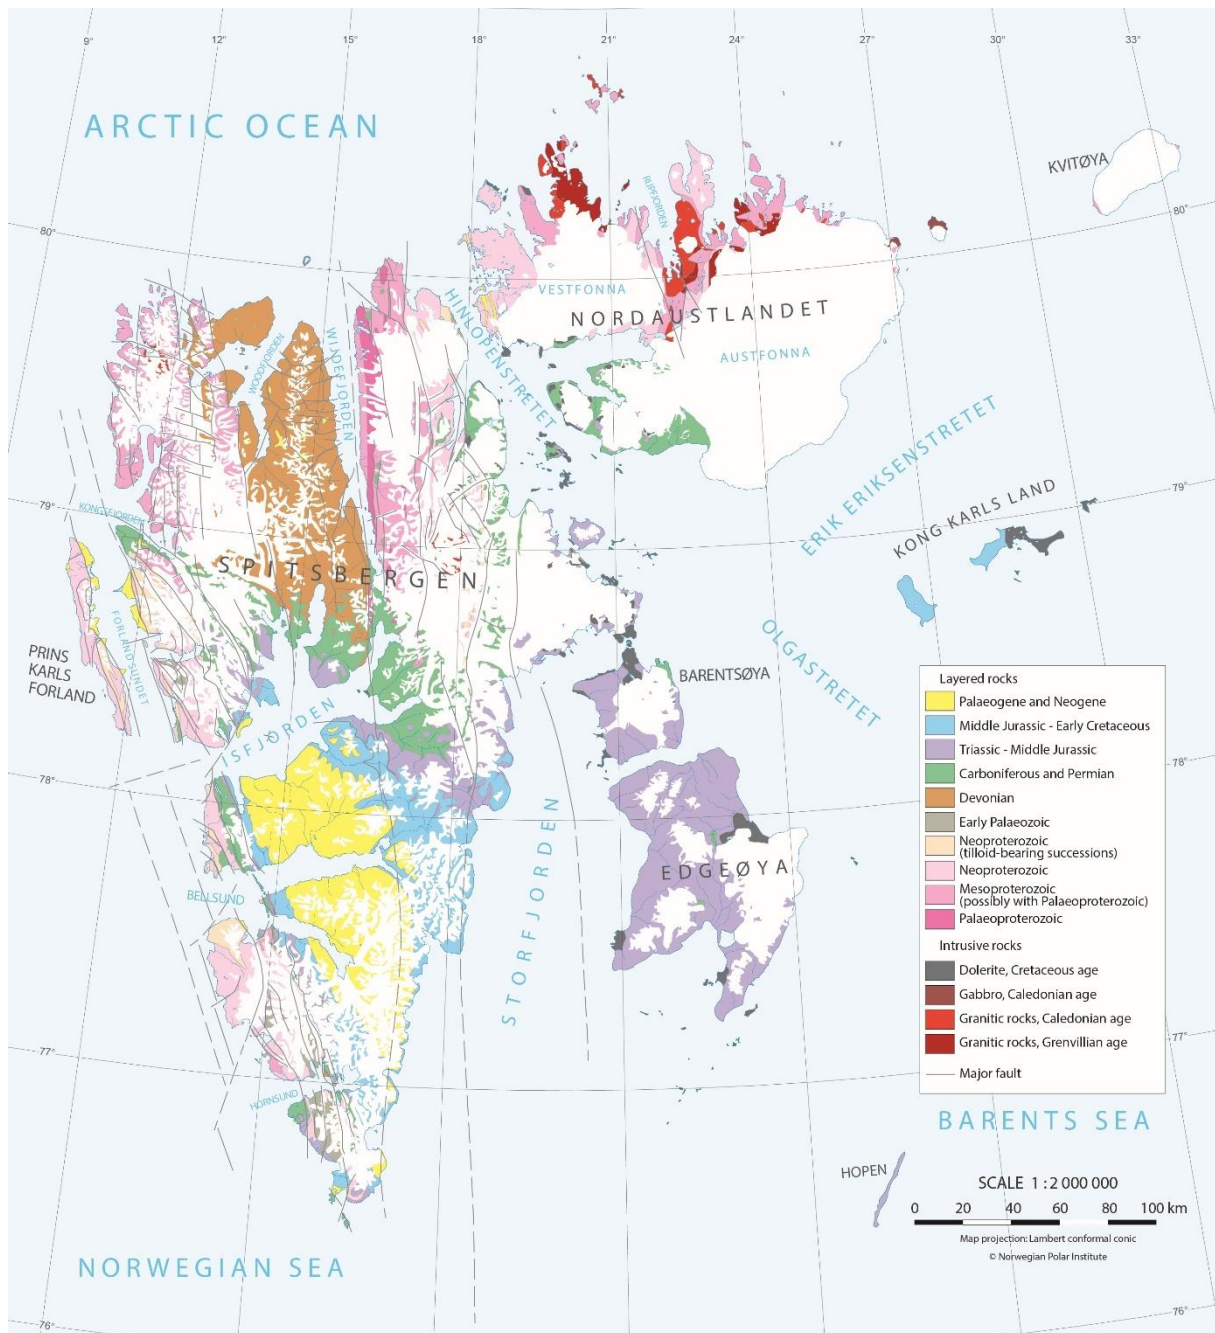 9°
12°
15°
18°
21°
24°
27°
30°
33°
ARCTIC OCEAN
KVITØYA
80°
80°
RIJPFJORDEN
VESTFONNA
NORDAUSTLANDET
AUSTFONNA
HINLOPENSTRETET
WOODFJORDEN
WIJDEFJORDEN
ERIK ERIKSENSTRETET
79°
79°
KONGSFJORDEN
KONG KARLS LAND
SPITSBERGEN
FORLANDSUNDET
PRINS
KARLS
FORLAND
OLGASTRETET
BARENTSØYA
ISFJORDEN
78°
78°
STORFJORDEN
EDGEØYA
BELLSUND
77°
77°
HORNSUND
Layered rocks
Palaeogene and Neogene
Middle Jurassic - Early Cretaceous
Triassic - Middle Jurassic
Carboniferous and Permian
Devonian
Early Palaeozoic
Neoproterozoic
(tilloid-bearing successions)
Neoproterozoic
Mesoproterozoic
(possibly with Palaeoproterozoic)
Palaeoproterozoic
Intrusive rocks
Dolerite, Cretaceous age
Gabbro, Caledonian age
Granitic rocks, Caledonian age
Granitic rocks, Grenvillian age
Major fault
BARENTS SEA
HOPEN
SCALE 1 : 2 000 000
0 20 40 60 80 100 km
Map projection: Lambert conformal conic
© Norwegian Polar Institute
NORWEGIAN SEA
76°
76°